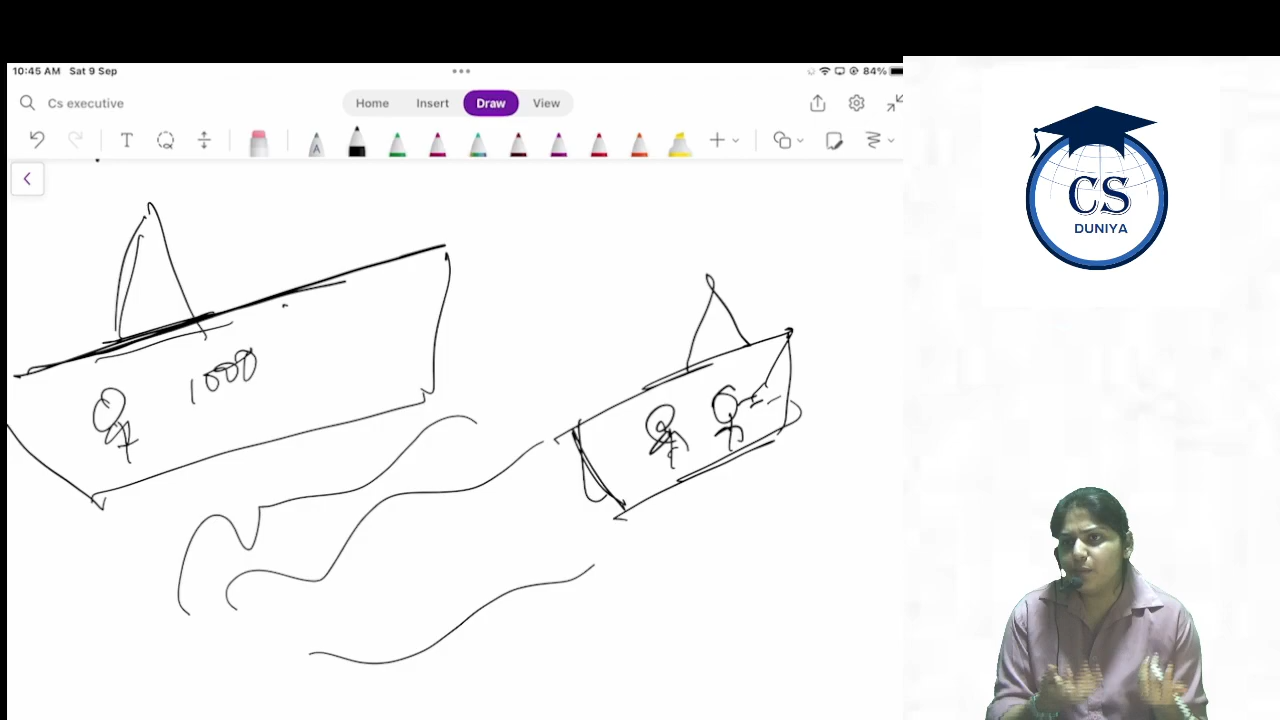 10:45 AM Sat 9 Sep
84%
Cs executive
Home Insert Draw View
T
A
1000
CS
DUNIYA